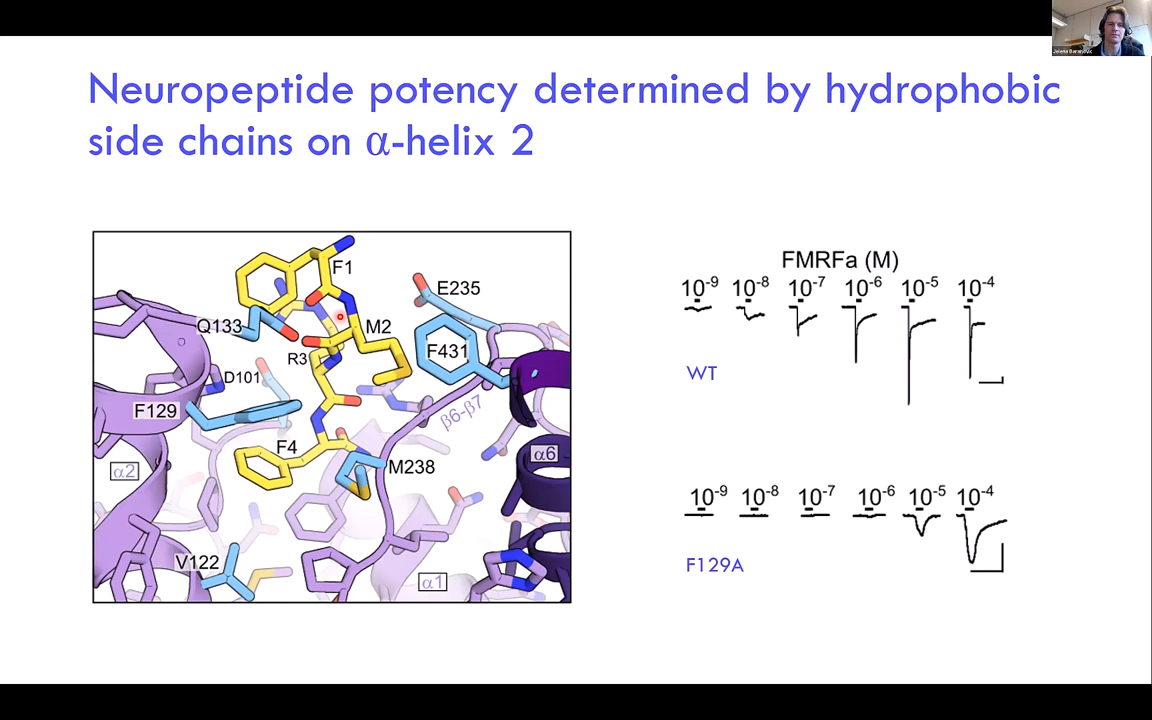 Jelena Baranovic
Neuropeptide potency determined by hydrophobic
side chains on α-helix 2
F1
E235
Q133
M2
F431
R3
D101
F129
β6-β7
F4
α6
α2
M238
V122
α1
FMRFa (M)
10⁻⁹ 10⁻⁸ 10⁻⁷ 10⁻⁶ 10⁻⁵ 10⁻⁴
WT
10⁻⁹ 10⁻⁸ 10⁻⁷ 10⁻⁶ 10⁻⁵ 10⁻⁴
F129A